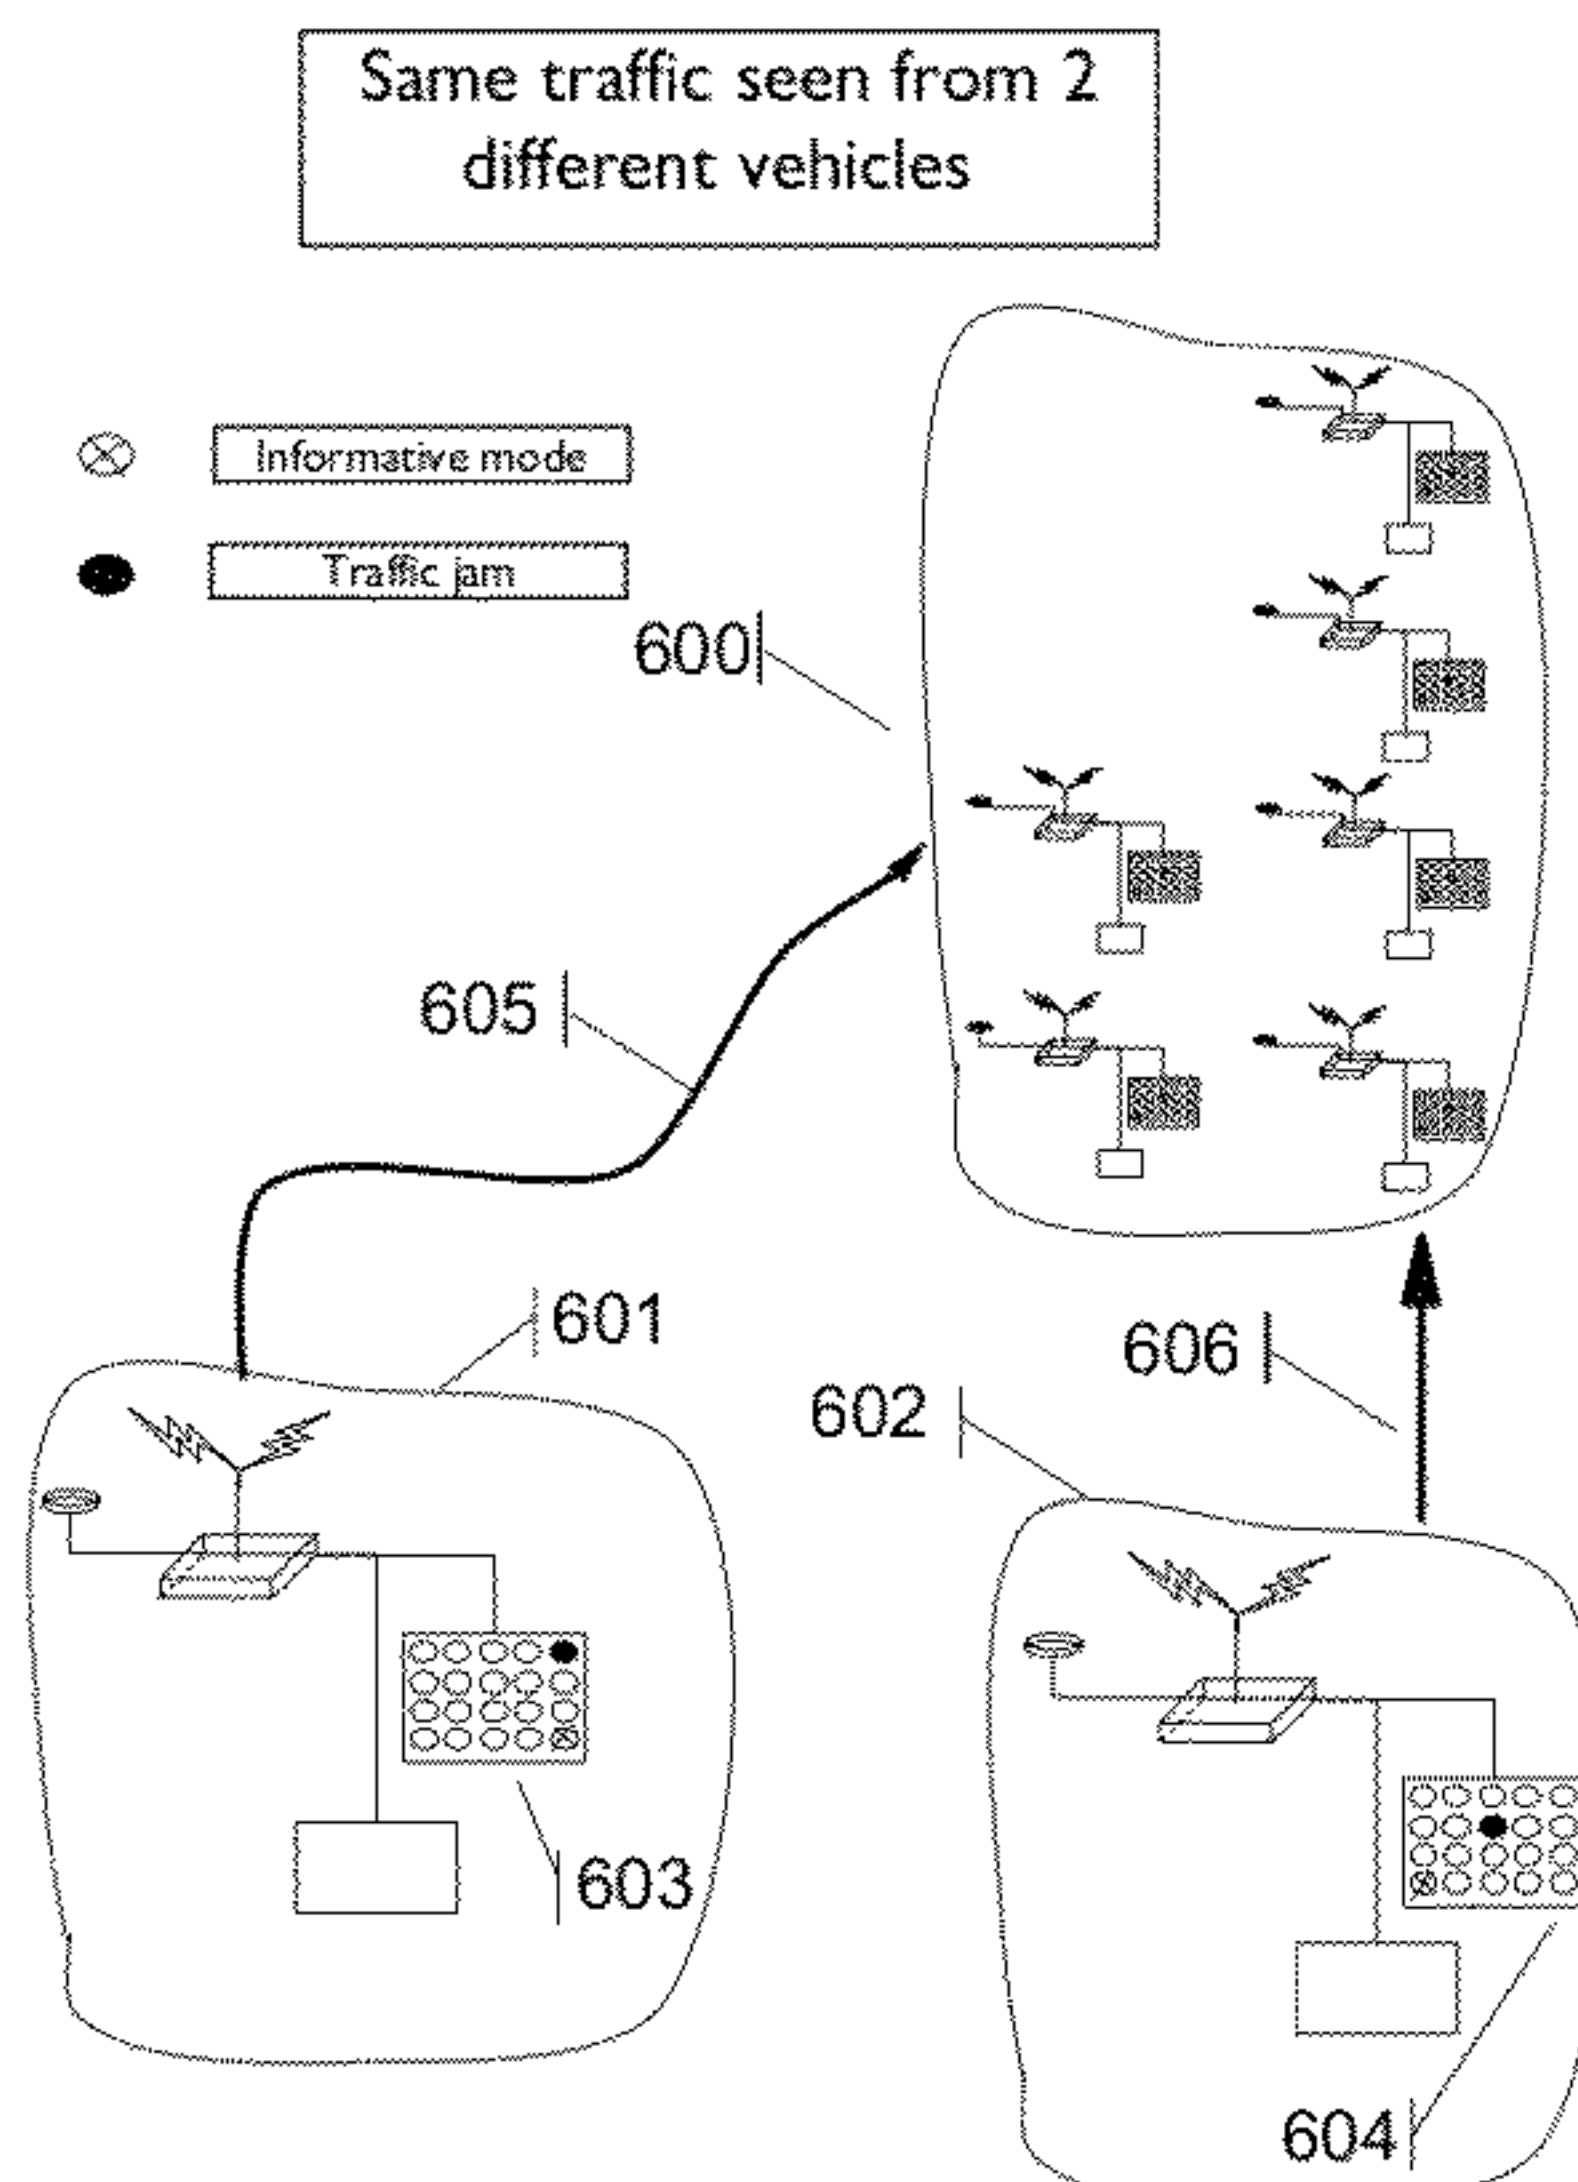 Same traffic seen from 2
different vehicles
Informative mode
Traffic jam
600
605
601
606
602
603
604